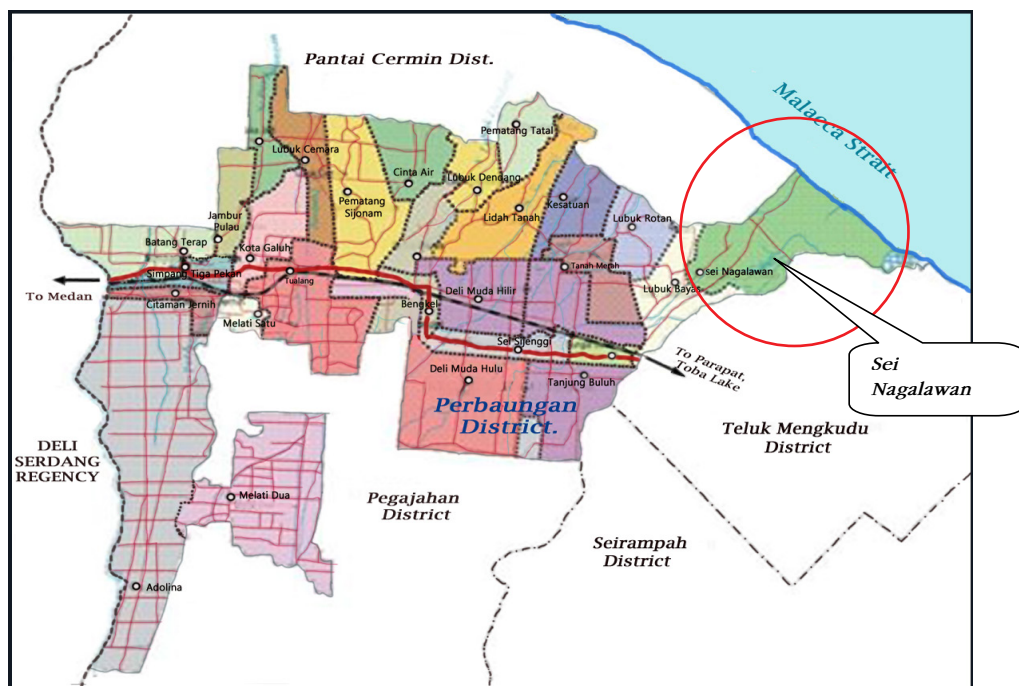 Pantai Cermin Dist.
Malacca Strait
Pematang Tatal
Lubuk Cemara
Cinta Air
Lubuk Dendang
Pematang
Sijonam
Kesatuan
Lidah Tanah
Lubuk Rotan
Jambur
Pulau
Batang Terap
Kota Galuh
Simpang Tiga Pekan
Tualang
Tanah Merah
Sei Nagalawan
Lubuk Bayas
To Medan
Citaman Jernih
Deli Muda Hilir
Bengkel
Melati Satu
Sei Sijenggi
To Parapat,
Toba Lake
Deli Muda Hulu
Tanjung Buluh
Sei
Nagalawan
Perbaungan
District.
Teluk Mengkudu
District
DELI
SERDANG
REGENCY
Melati Dua
Pegajahan
District
Seirampah
District
Adolina